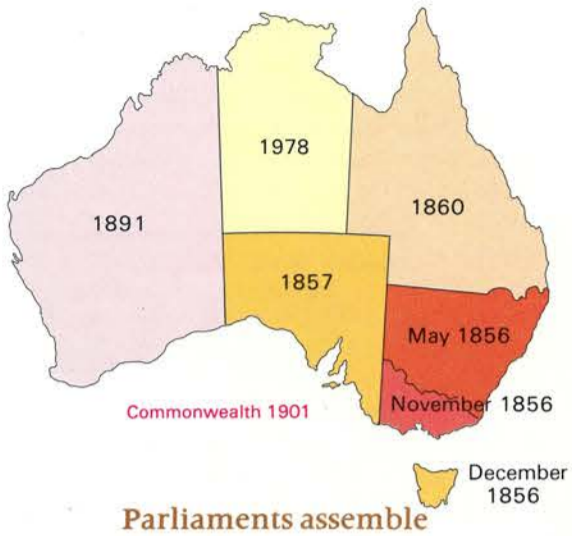 1978
1891
1860
1857
May 1856
Commonwealth 1901
November 1856
December
1856
Parliaments assemble